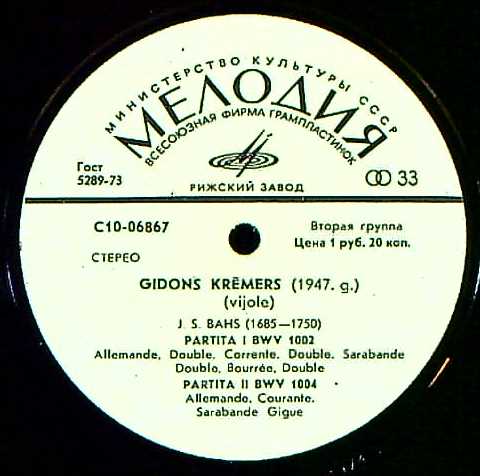 МИНИСТЕРСТВО КУЛЬТУРЫ СССР
МЕЛОДИЯ
ВСЕСОЮЗНАЯ ФИРМА ГРАМПЛАСТИНОК
Гост
5289-73
РИЖСКИЙ ЗАВОД
33
С10-06867
Вторая группа
Цена 1 руб. 20 коп.
СТЕРЕО
GIDONS KRĒMERS (1947. g.)
(vijole)
J. S. BAHS (1685—1750)
PARTITA I BWV 1002
Allemande, Double, Corrente, Double, Sarabande
Double, Bourrée, Double
PARTITA II BWV 1004
Allemande, Courante,
Sarabande Gigue